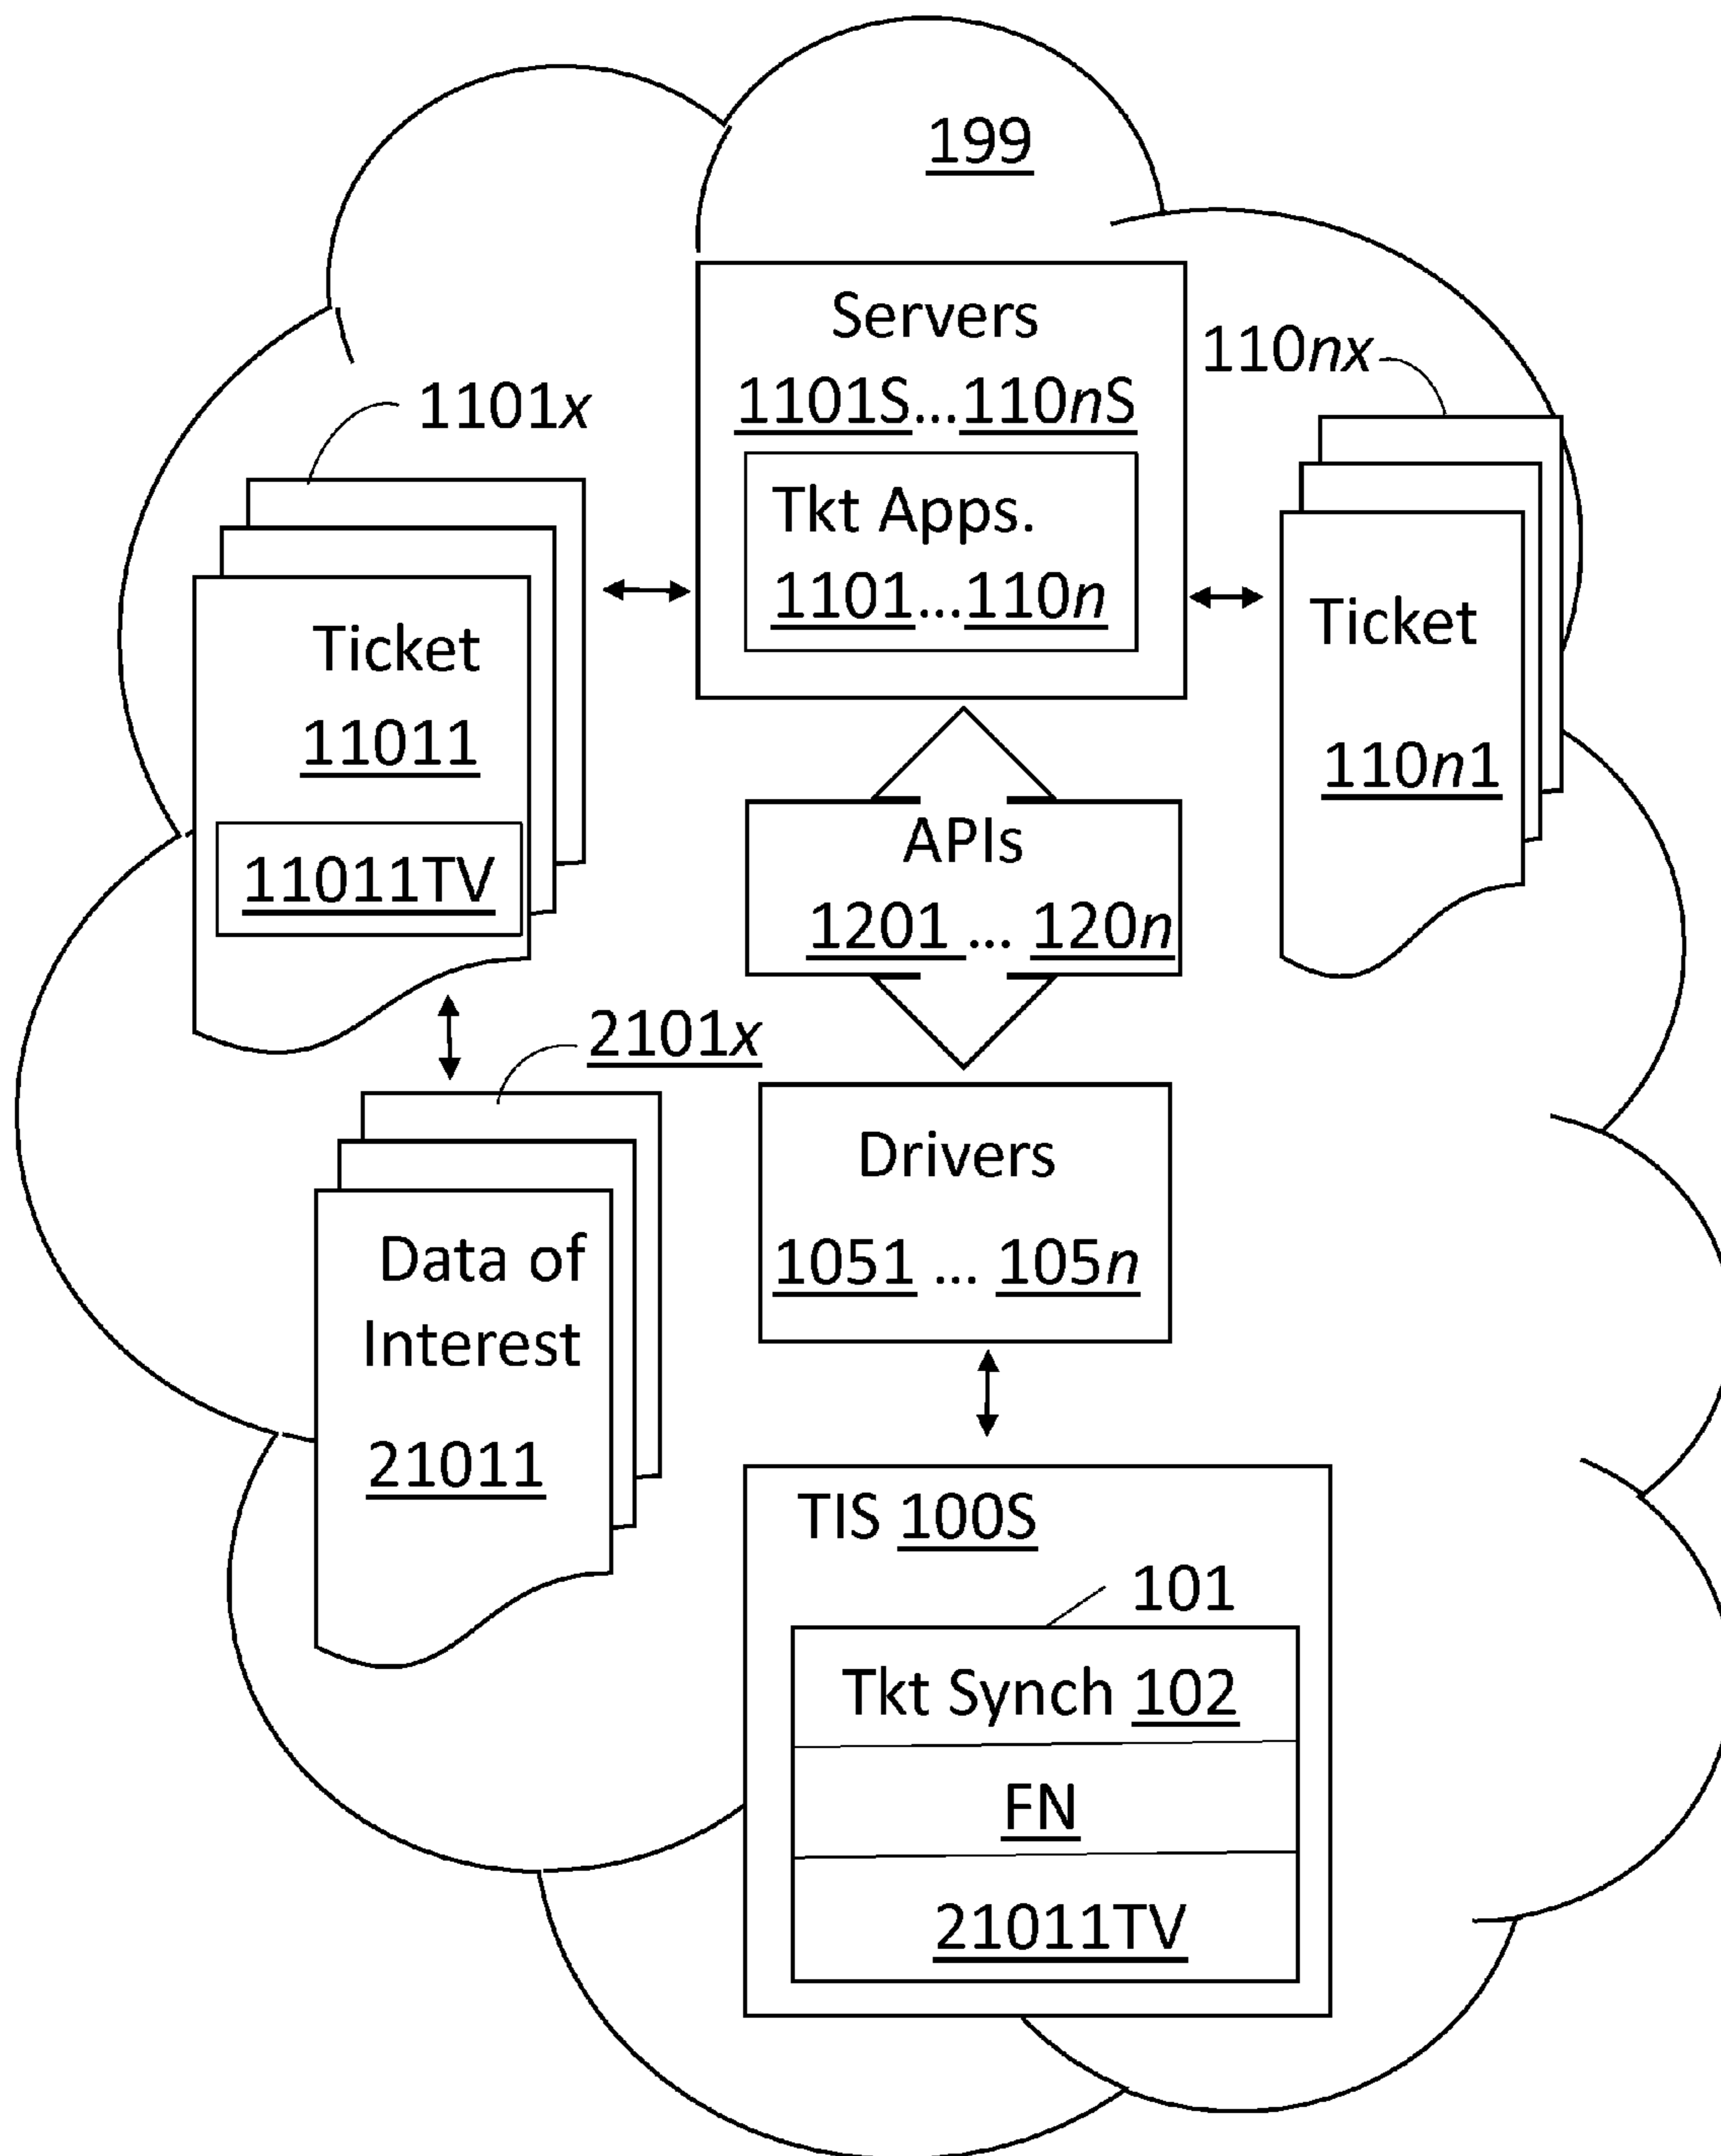 199
Servers
1101S...110nS
Tkt Apps.
1101...110n
110nx
1101x
Ticket
11011
11011TV
Ticket
110n1
APIs
1201 ... 120n
2101x
Data of
Interest
21011
Drivers
1051 ... 105n
TIS 100S
101
Tkt Synch 102
FN
21011TV